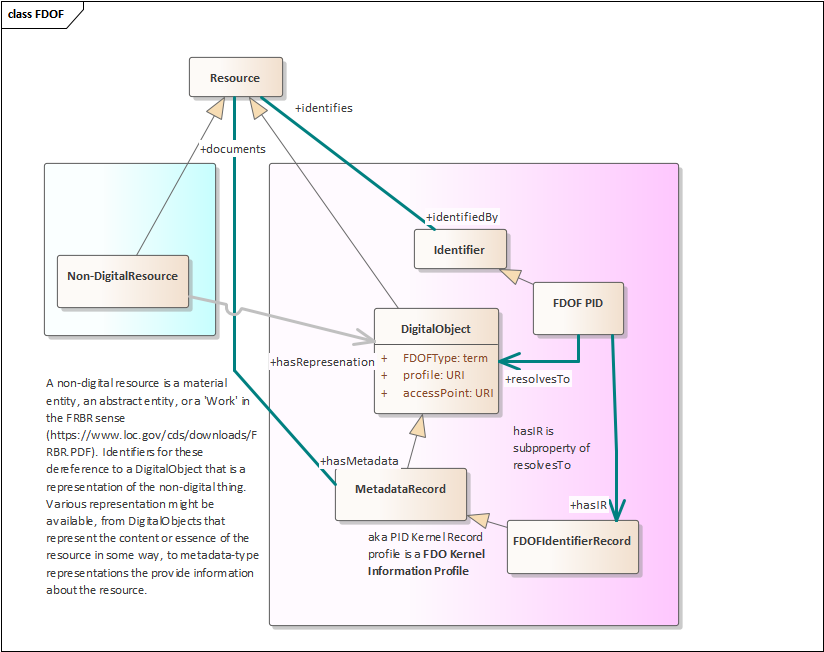 class FDOF
Resource
+identifies
+documents
+identifiedBy
Identifier
Non-DigitalResource
FDOF PID
DigitalObject
+ FDOFType: term
+ profile: URI
+ accessPoint: URI
+hasRepresenation
+resolvesTo
A non-digital resource is a material
entity, an abstract entity, or a 'Work' in
the FRBR sense
(https://www.loc.gov/cds/downloads/F
RBR.PDF). Identifiers for these
dereference to a DigitalObject that is a
representation of the non-digital thing.
Various representation might be
available, from DigitalObjects that
represent the content or essence of the
resource in some way, to metadata-type
representations the provide information
about the resource.
hasIR is
subproperty of
resolvesTo
+hasMetadata
MetadataRecord
+hasIR
aka PID Kernel Record
profile is a FDO Kernel
Information Profile
FDOFIdentifierRecord